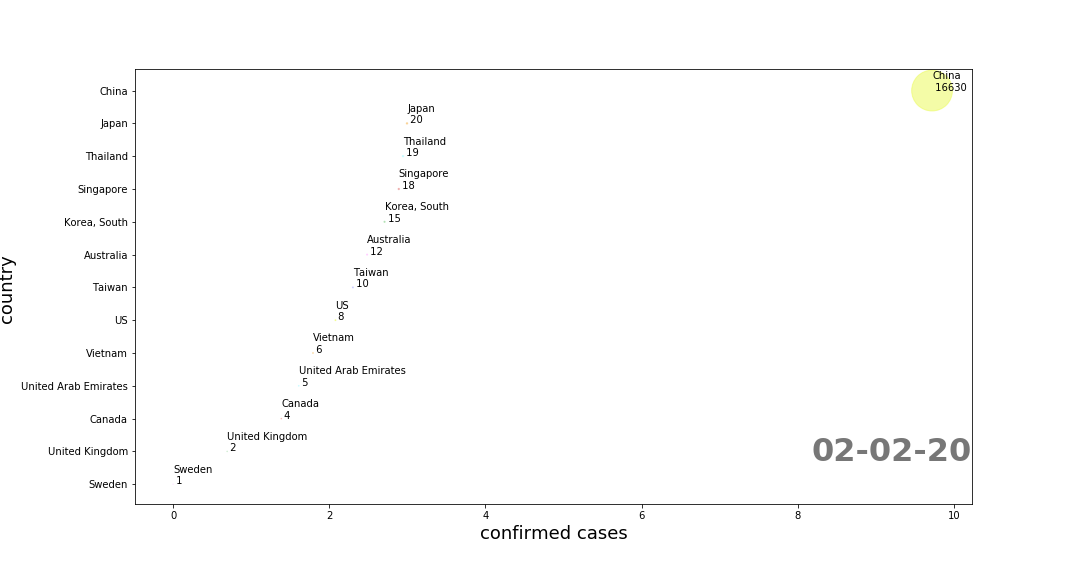 China
China
16630
Japan
Japan
20
Thailand
Thailand
19
Singapore
Singapore
18
Korea, South
Korea, South
15
Australia
Australia
12
Taiwan
Taiwan
10
US
US
8
Vietnam
Vietnam
6
United Arab Emirates
United Arab Emirates
5
Canada
Canada
4
United Kingdom
United Kingdom
2
02-02-20
Sweden
Sweden
1
country
0 2 4 6 8 10
confirmed cases